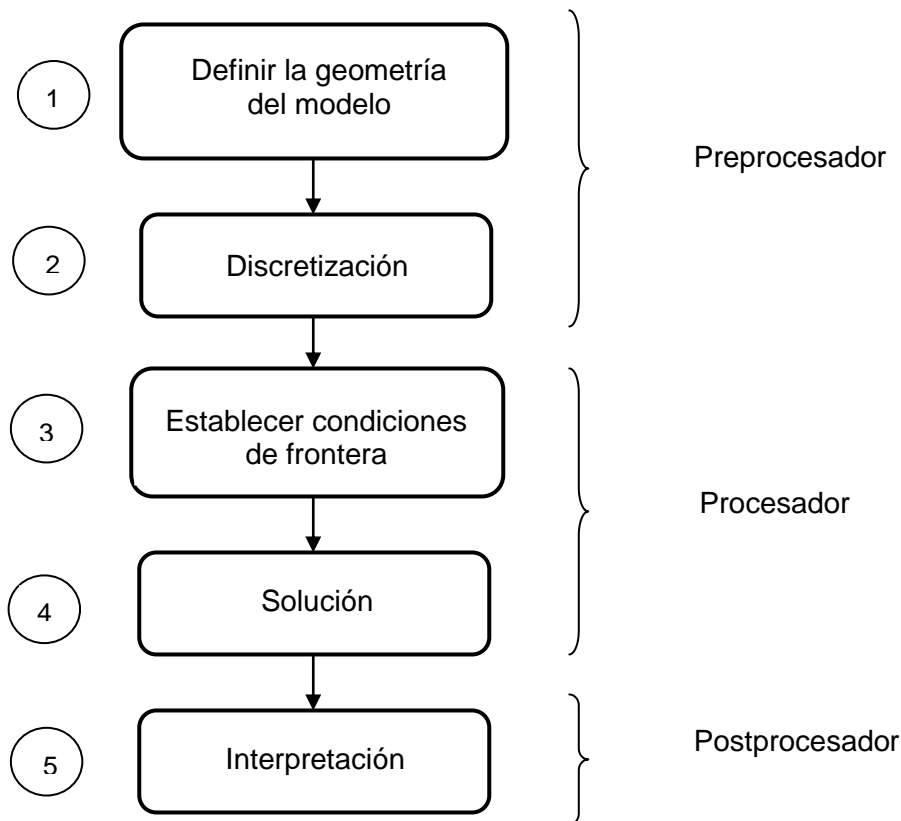 1
Definir la geometría
del modelo
Preprocesador
2
Discretización
3
Establecer condiciones
de frontera
Procesador
4
Solución
5
Interpretación
Postprocesador